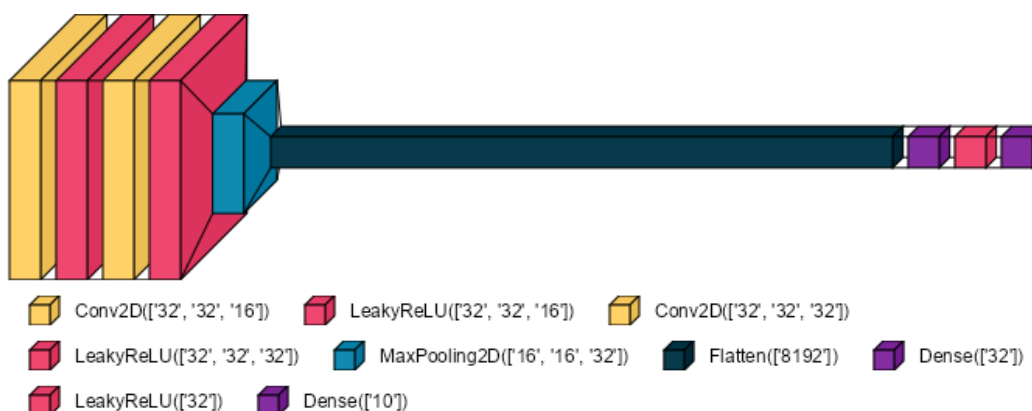 Conv2D(['32', '32', '16']) LeakyReLU(['32', '32', '16']) Conv2D(['32', '32', '32'])
LeakyReLU(['32', '32', '32']) MaxPooling2D(['16', '16', '32']) Flatten(['8192']) Dense(['32'])
LeakyReLU(['32']) Dense(['10'])